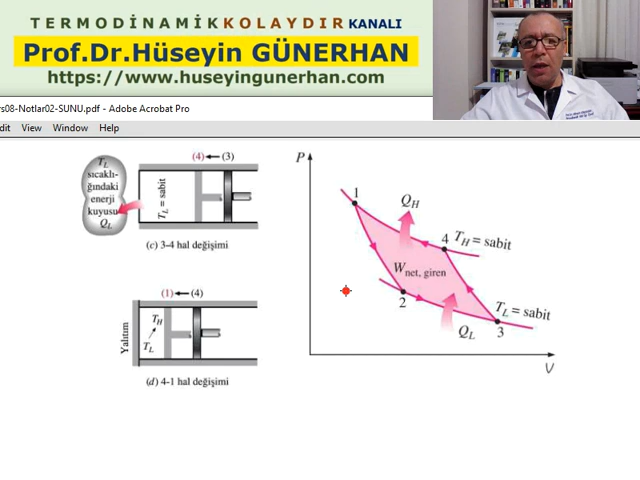 TERMODİNAMİK KOLAYDIR KANALI
Prof.Dr.Hüseyin GÜNERHAN
https://www.huseyingunerhan.com
rs08-Notlar02-SUNU.pdf - Adobe Acrobat Pro
dit View Window Help
T_L
sıcaklı-
ğındaki
enerji
kuyusu
Q_L
(4) (3)
T_L = sabit
(c) 3-4 hal değişimi
(1) (4)
Yalıtım
T_H
T_L
(d) 4-1 hal değişimi
P
1
Q_H
4 T_H = sabit
W_net, giren
2
T_L = sabit
Q_L
3
V